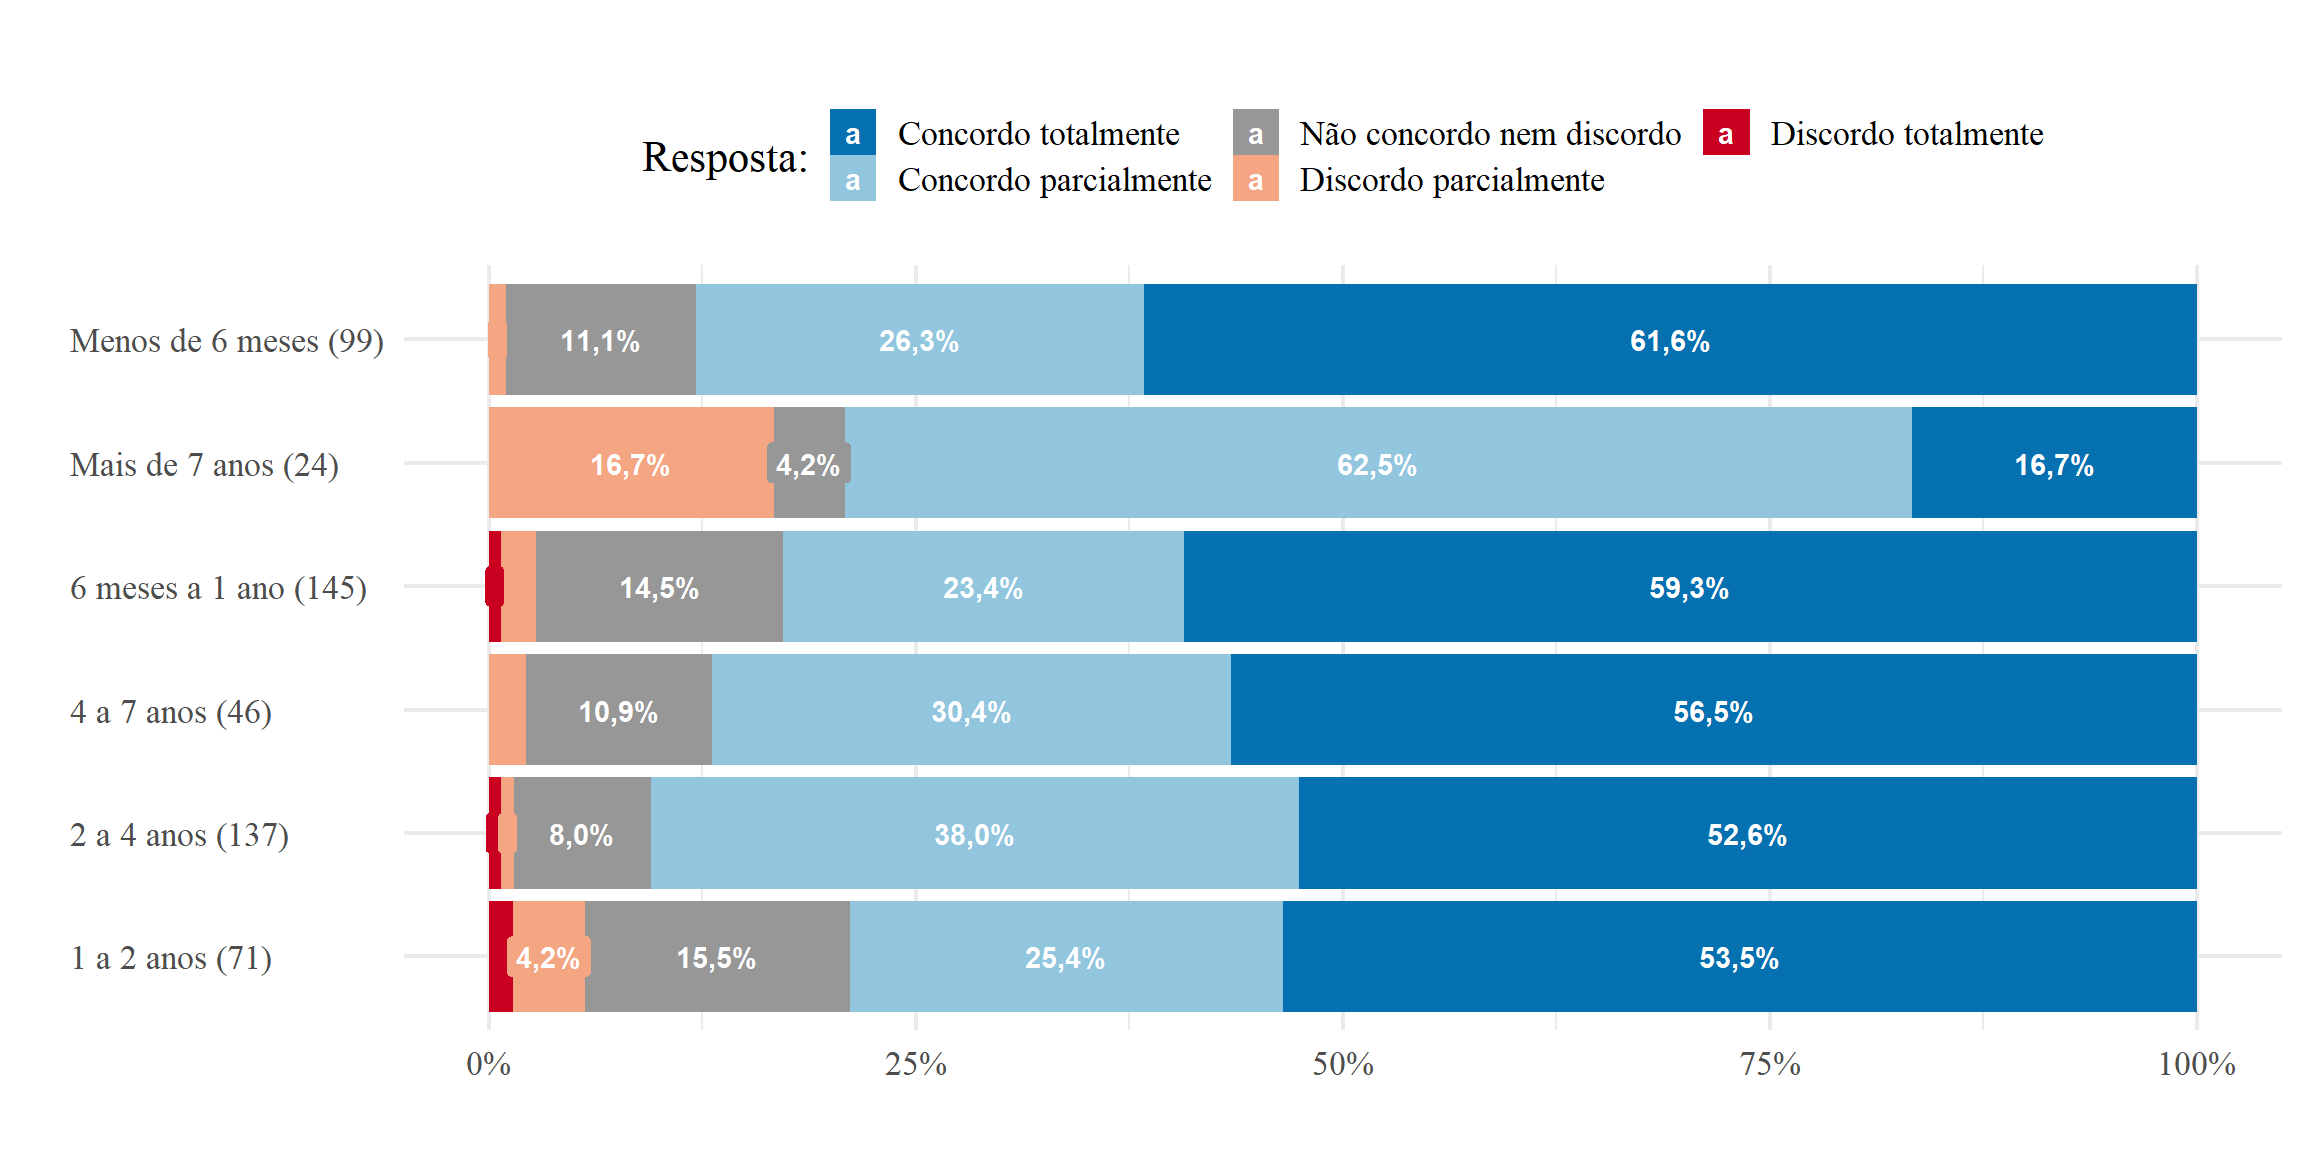 Resposta:
a Concordo totalmente
a Concordo parcialmente
a Não concordo nem discordo
a Discordo parcialmente
a Discordo totalmente
Menos de 6 meses (99) 11,1% 26,3% 61,6%
Mais de 7 anos (24) 16,7% 4,2% 62,5% 16,7%
6 meses a 1 ano (145) 14,5% 23,4% 59,3%
4 a 7 anos (46) 10,9% 30,4% 56,5%
2 a 4 anos (137) 8,0% 38,0% 52,6%
1 a 2 anos (71) 4,2% 15,5% 25,4% 53,5%
0% 25% 50% 75% 100%